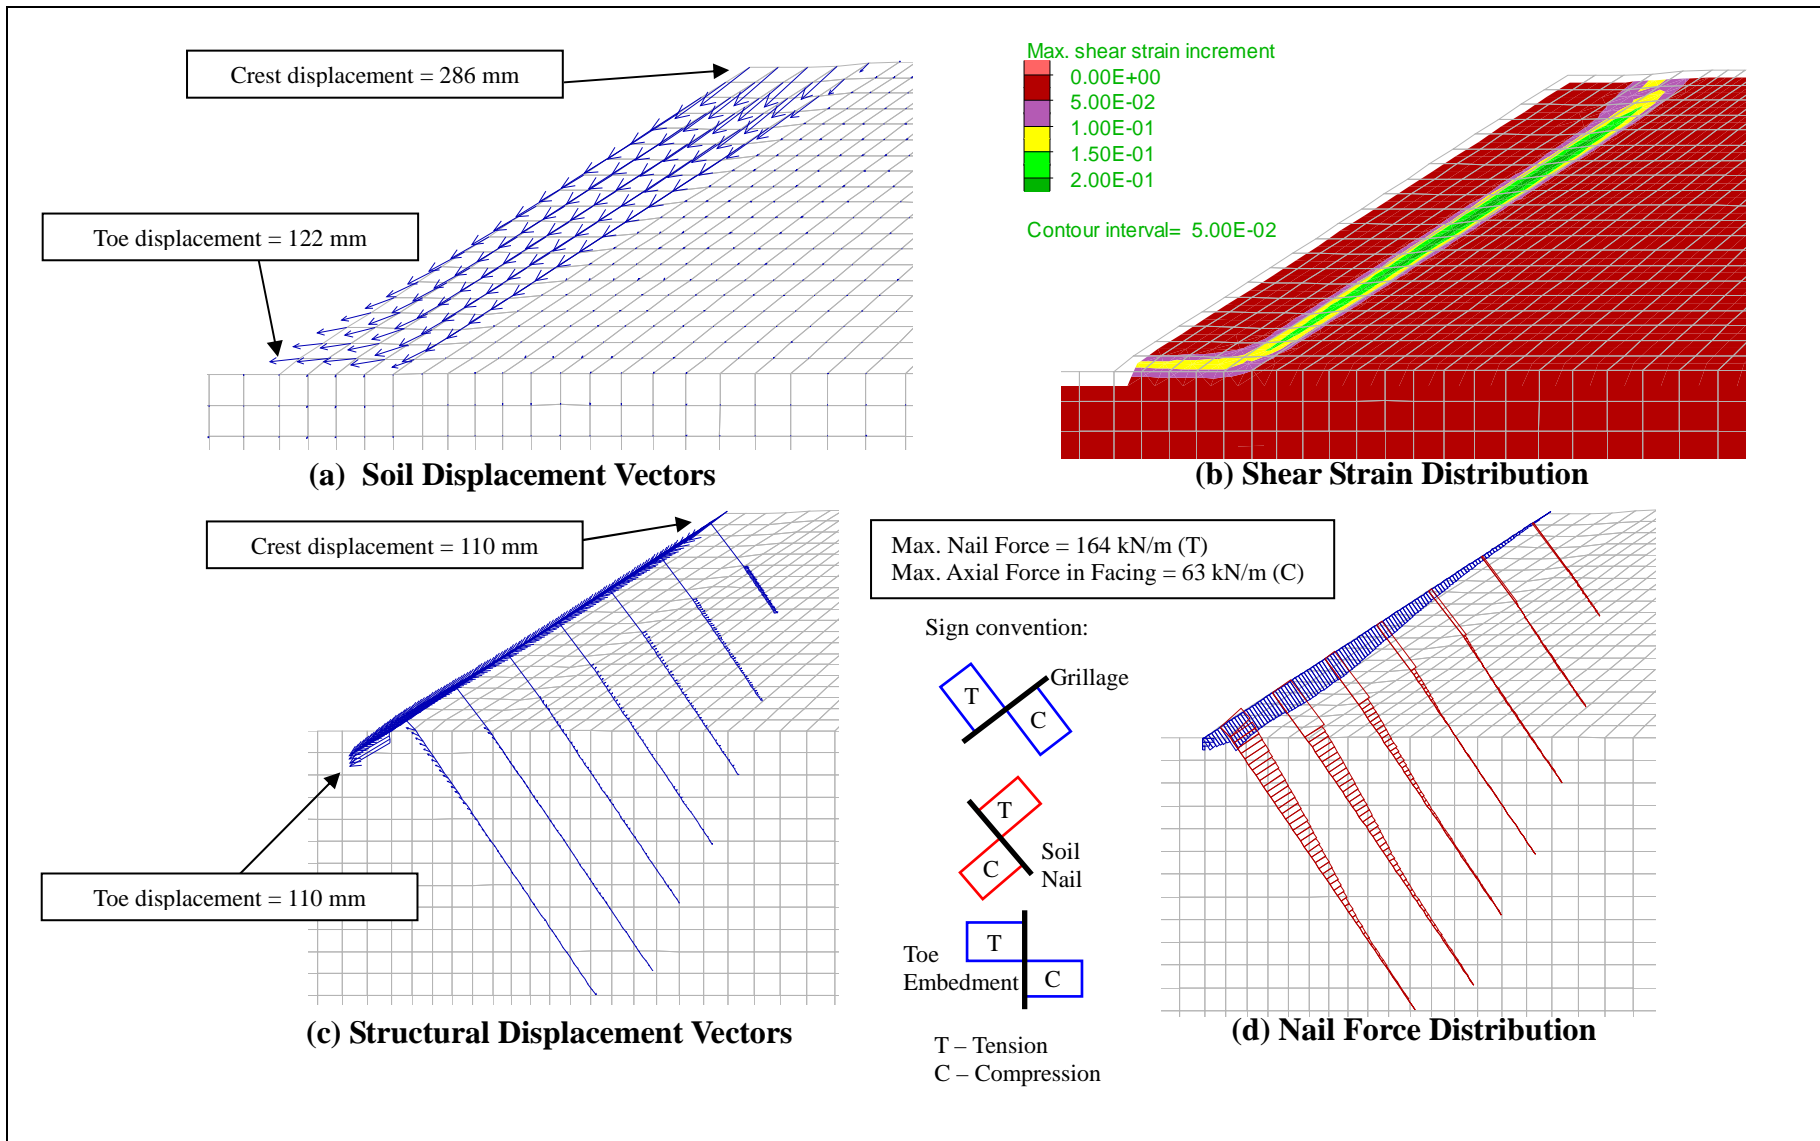 Crest displacement = 286 mm
Toe displacement = 122 mm
(a)  Soil Displacement Vectors
Max. shear strain increment
0.00E+00
5.00E-02
1.00E-01
1.50E-01
2.00E-01
Contour interval=  5.00E-02
(b) Shear Strain Distribution
Crest displacement = 110 mm
Toe displacement = 110 mm
(c) Structural Displacement Vectors
Max. Nail Force = 164 kN/m (T)
Max. Axial Force in Facing = 63 kN/m (C)
Sign convention:
T
Grillage
C
T
C
Soil
Nail
T
Toe
Embedment
C
T – Tension
C – Compression
(d) Nail Force Distribution